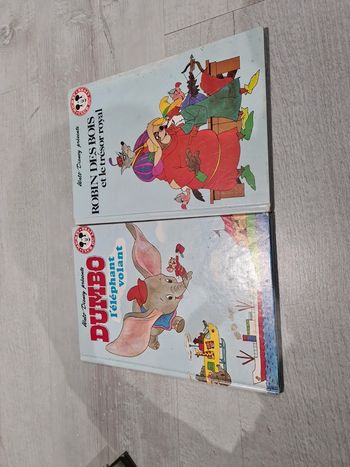 Walt Disney présente
ROBIN DES BOIS
et le trésor royal
Walt Disney présente
DUMBO
l'éléphant
volant